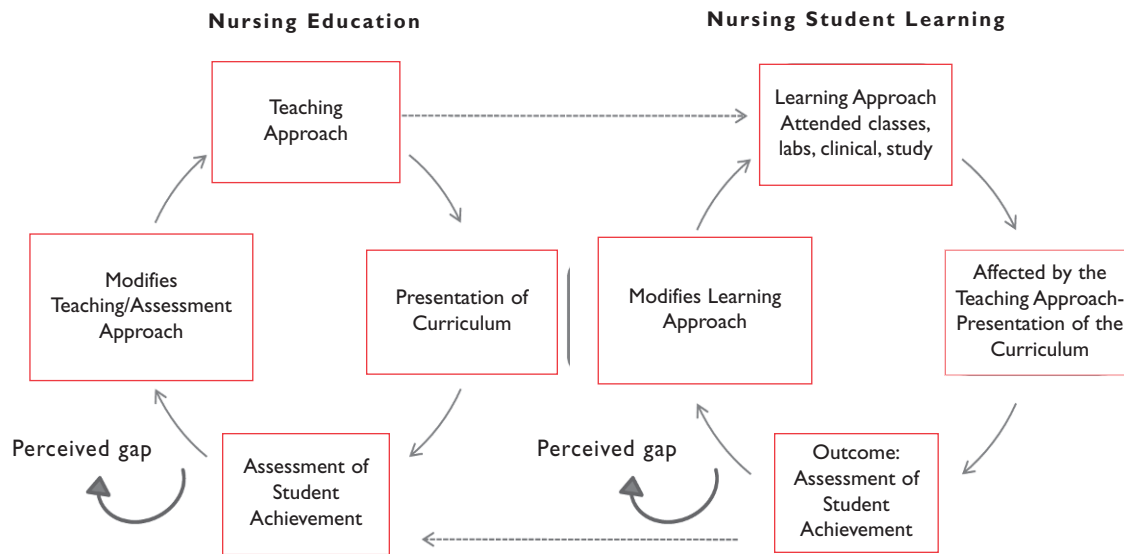 Nursing Education
Nursing Student Learning
Teaching
Approach
Learning Approach
Attended classes,
labs, clinical, study
Modifies
Teaching/Assessment
Approach
Presentation of
Curriculum
Modifies Learning
Approach
Affected by the
Teaching Approach-
Presentation of the
Curriculum
Perceived gap
Assessment of
Student
Achievement
Perceived gap
Outcome:
Assessment of
Student
Achievement